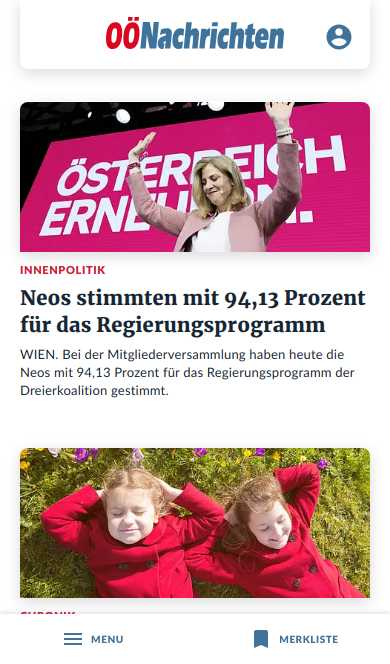 OÖNachrichten
ÖSTERREICH
ERNEUERN.
INNENPOLITIK
Neos stimmten mit 94,13 Prozent
für das Regierungsprogramm
WIEN. Bei der Mitgliederversammlung haben heute die
Neos mit 94,13 Prozent für das Regierungsprogramm der
Dreierkoalition gestimmt.
CHRONIK
MENU
MERKLISTE